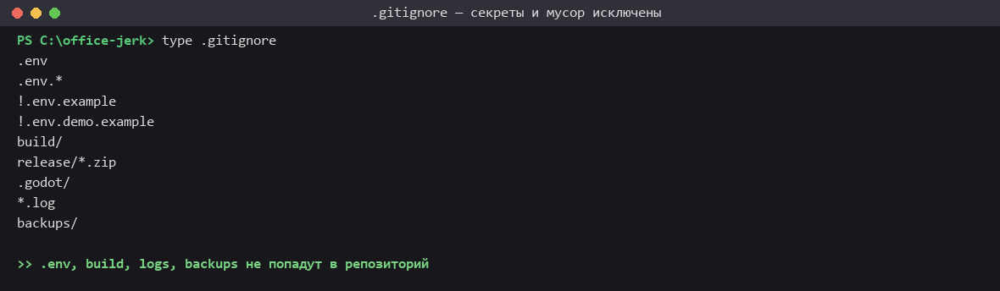 .gitignore — секреты и мусор исключены
PS C:\office-jerk> type .gitignore
.env
.env.*
!.env.example
!.env.demo.example
build/
release/*.zip
.godot/
*.log
backups/
>> .env, build, logs, backups не попадут в репозиторий